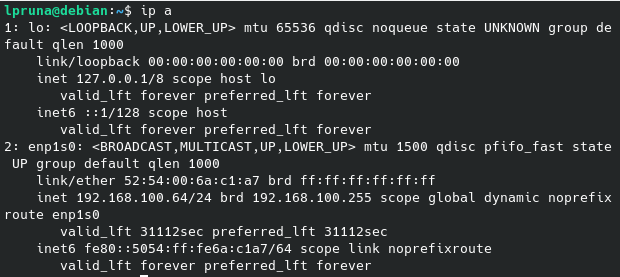 lpruna@debian:~$ ip a
1: lo: <LOOPBACK,UP,LOWER_UP> mtu 65536 qdisc noqueue state UNKNOWN group de
fault qlen 1000
    link/loopback 00:00:00:00:00:00 brd 00:00:00:00:00:00
    inet 127.0.0.1/8 scope host lo
       valid_lft forever preferred_lft forever
    inet6 ::1/128 scope host
       valid_lft forever preferred_lft forever
2: enp1s0: <BROADCAST,MULTICAST,UP,LOWER_UP> mtu 1500 qdisc pfifo_fast state
 UP group default qlen 1000
    link/ether 52:54:00:6a:c1:a7 brd ff:ff:ff:ff:ff:ff
    inet 192.168.100.64/24 brd 192.168.100.255 scope global dynamic noprefix
route enp1s0
       valid_lft 31112sec preferred_lft 31112sec
    inet6 fe80::5054:ff:fe6a:c1a7/64 scope link noprefixroute
       valid_lft forever preferred_lft forever